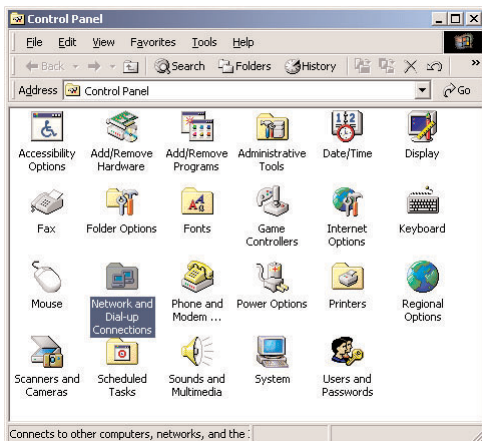 Control Panel
File Edit View Favorites Tools Help
Back Search Folders History »
Address Control Panel Go
Accessibility Add/Remove Add/Remove Administrative Date/Time Display
Options Hardware Programs Tools
Fax Folder Options Fonts Game Internet Keyboard
Controllers Options
Mouse Network and Phone and Power Options Printers Regional
Dial-up Modem ... Options
Connections
Scanners and Scheduled Sounds and System Users and
Cameras Tasks Multimedia Passwords
Connects to other computers, networks, and the